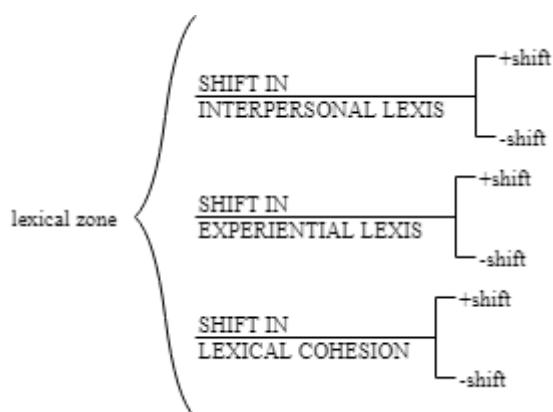 +shift
SHIFT IN
INTERPERSONAL LEXIS
-shift
+shift
SHIFT IN
lexical zone
EXPERIENTIAL LEXIS
-shift
+shift
SHIFT IN
LEXICAL COHESION
-shift